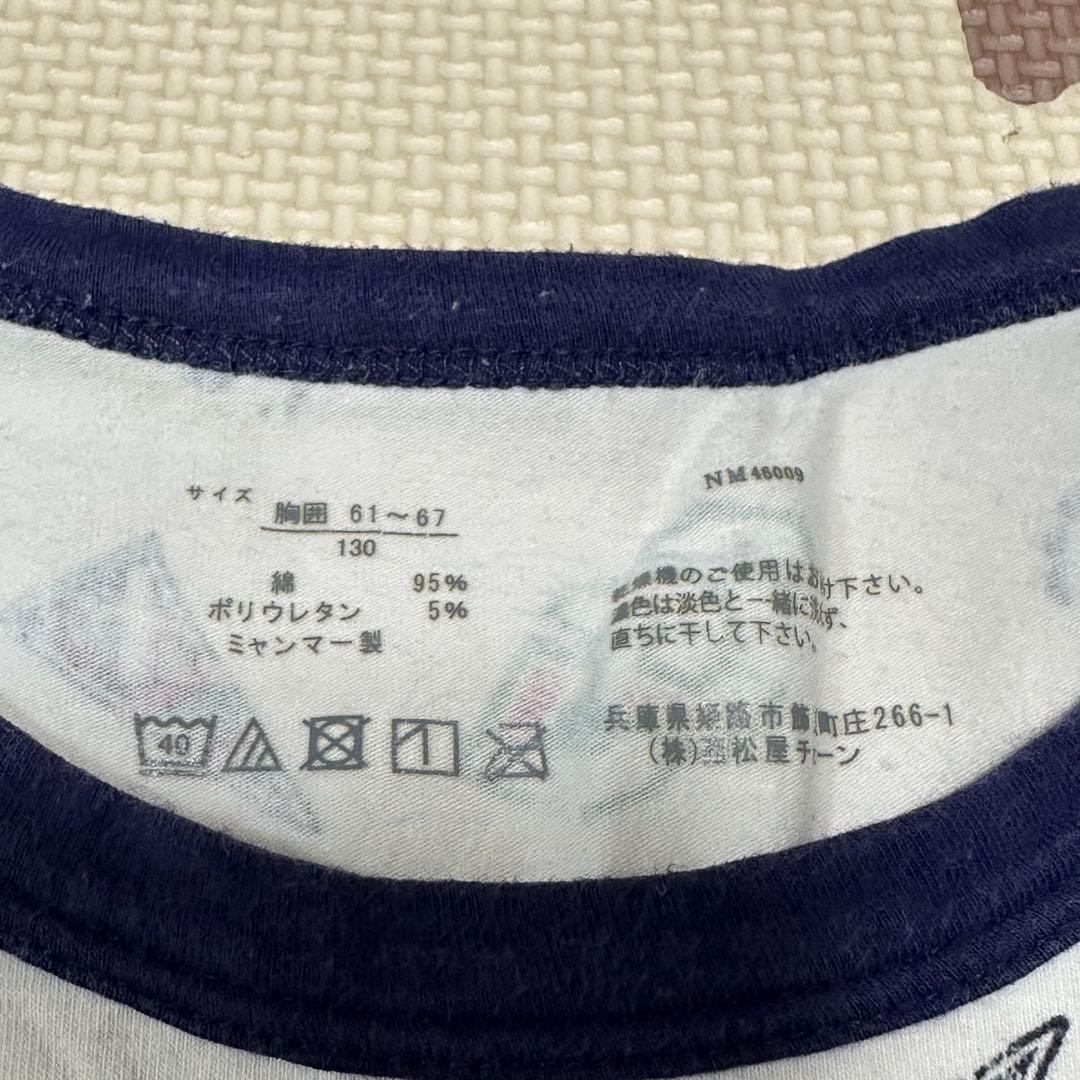 サイズ
胸囲 61～67
130
綿 95%
ポリウレタン 5%
ミャンマー製
40
NM46009
乾燥機のご使用はお避け下さい。
濃色は淡色と一緒に洗わず、
直ちに干して下さい。
兵庫県姫路市飾東町庄266-1
(株)西松屋チェーン